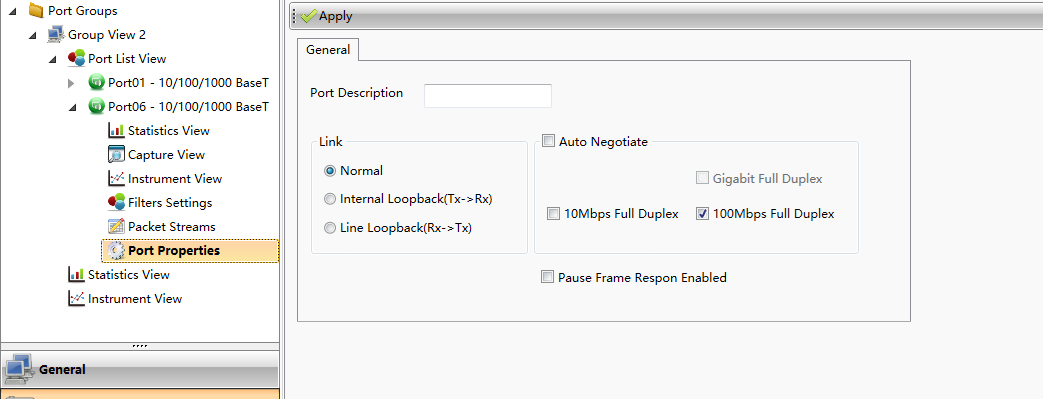 Port Groups
Group View 2
Port List View
Port01 - 10/100/1000 BaseT
Port06 - 10/100/1000 BaseT
Statistics View
Capture View
Instrument View
Filters Settings
Packet Streams
Port Properties
Statistics View
Instrument View
General
Apply
General
Port Description
Link
Normal
Internal Loopback(Tx->Rx)
Line Loopback(Rx->Tx)
Auto Negotiate
Gigabit Full Duplex
10Mbps Full Duplex
100Mbps Full Duplex
Pause Frame Respon Enabled